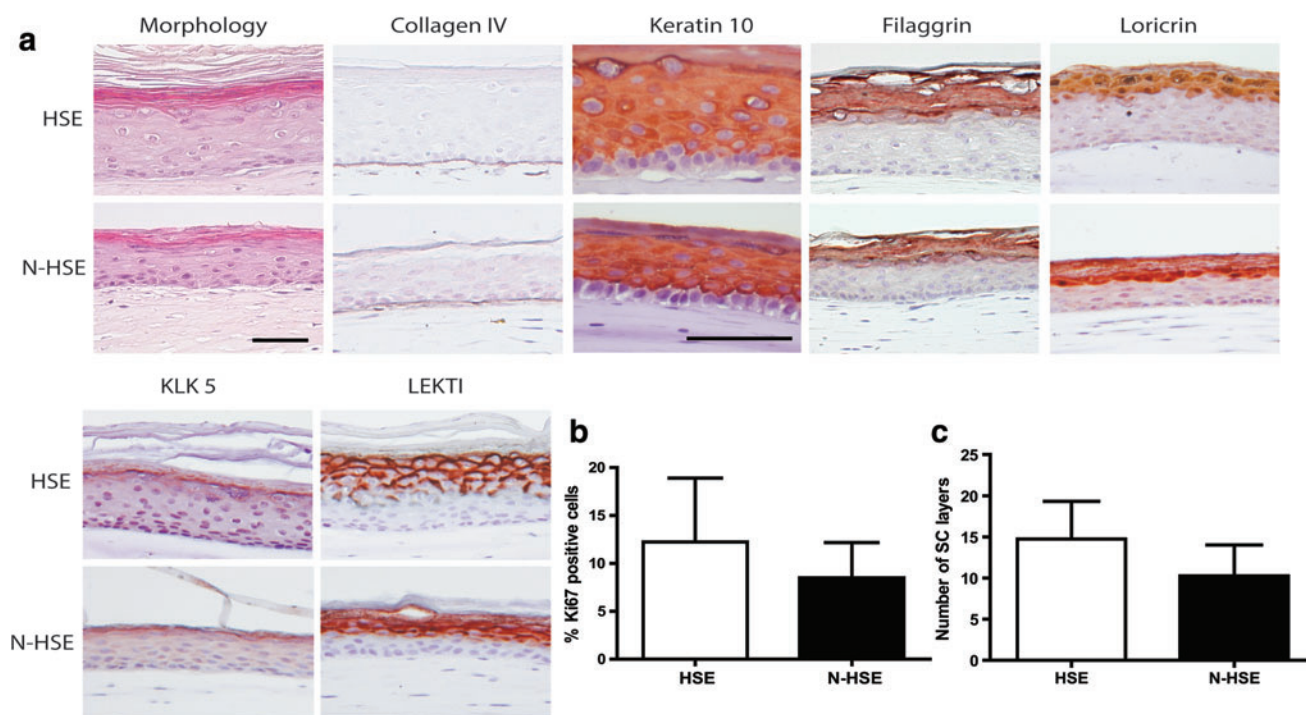 a
Morphology Collagen IV Keratin 10 Filaggrin Loricrin
HSE
N-HSE
KLK 5 LEKTI
HSE
N-HSE
b
% Ki67 positive cells
20
15
10
5
0
HSE N-HSE
c
Number of SC layers
25
20
15
10
5
0
HSE N-HSE